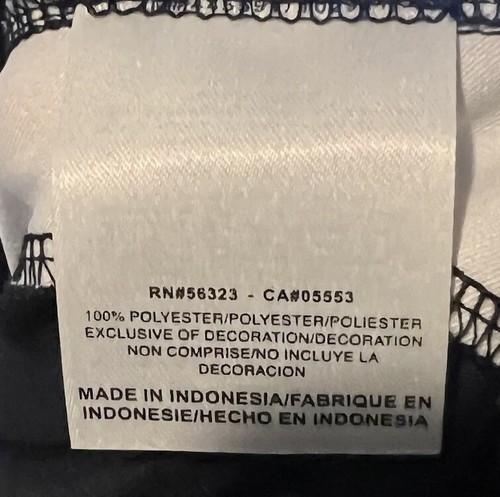 RN#56323 - CA#05553
100% POLYESTER/POLYESTER/POLIESTER
EXCLUSIVE OF DECORATION/DECORATION
NON COMPRISE/NO INCLUYE LA
DECORACION
MADE IN INDONESIA/FABRIQUE EN
INDONESIE/HECHO EN INDONESIA